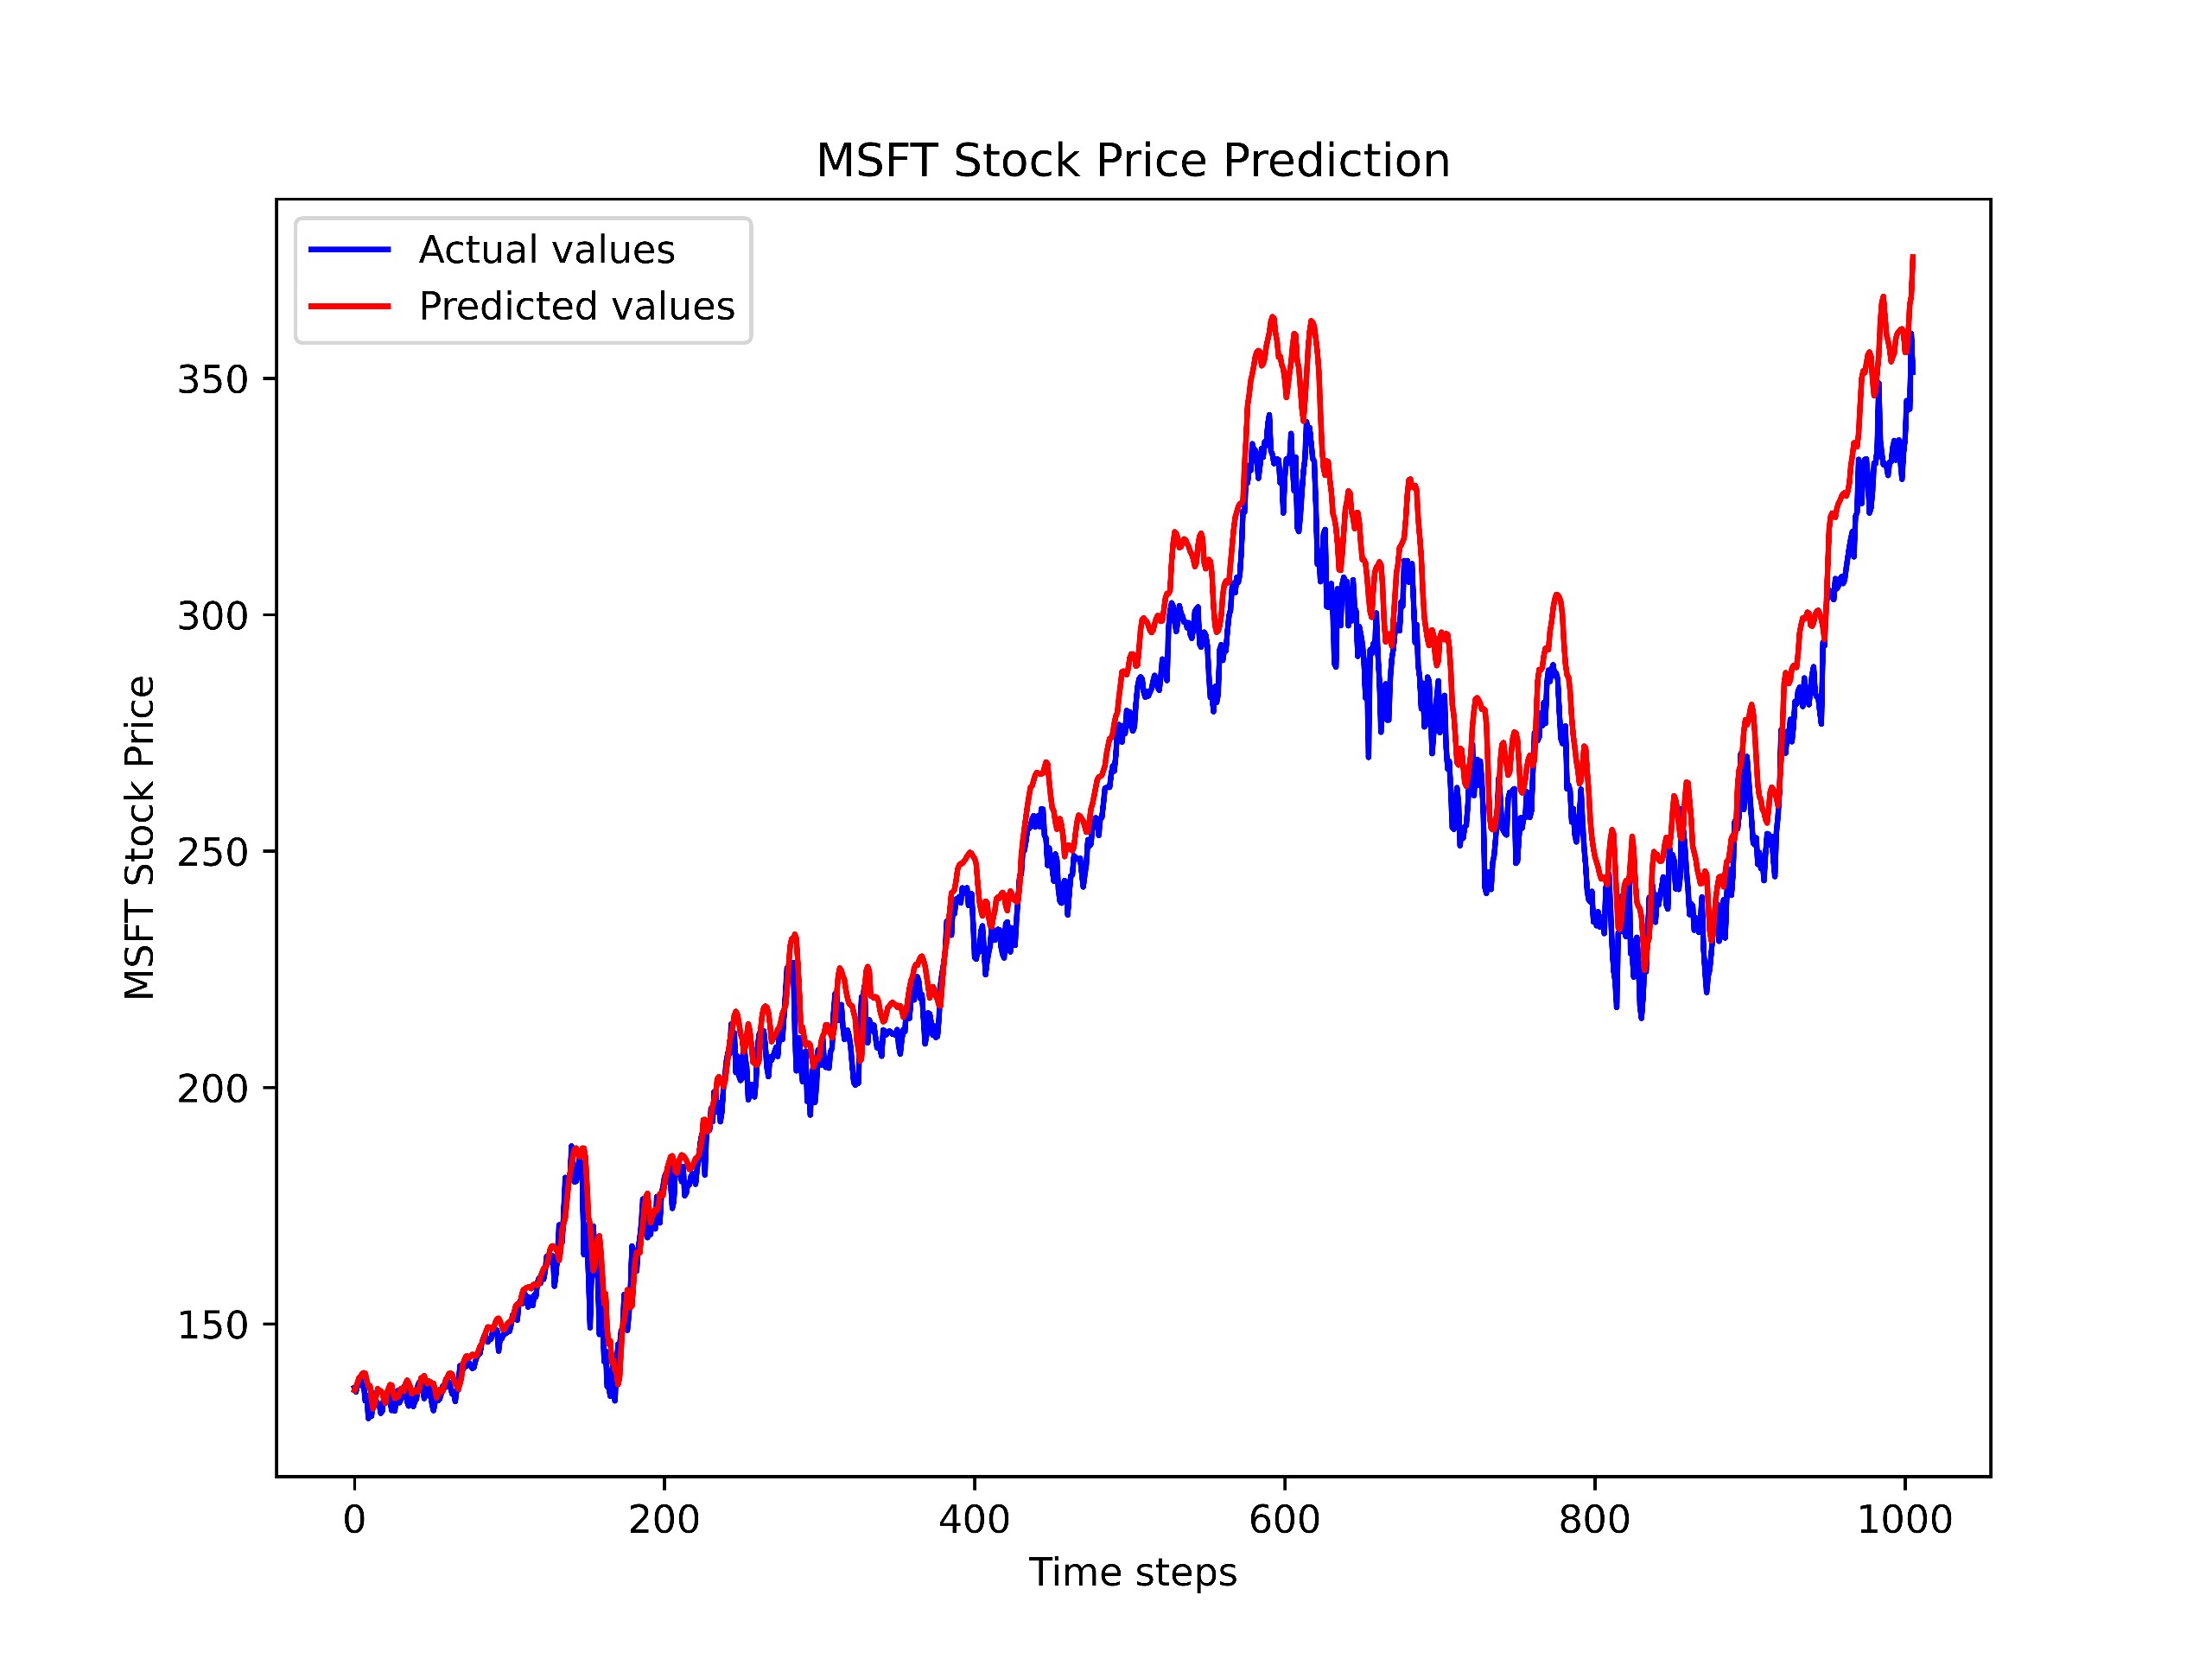 MSFT Stock Price Prediction
Actual values
Predicted values
MSFT Stock Price
350
300
250
200
150
0 200 400 600 800 1000
Time steps